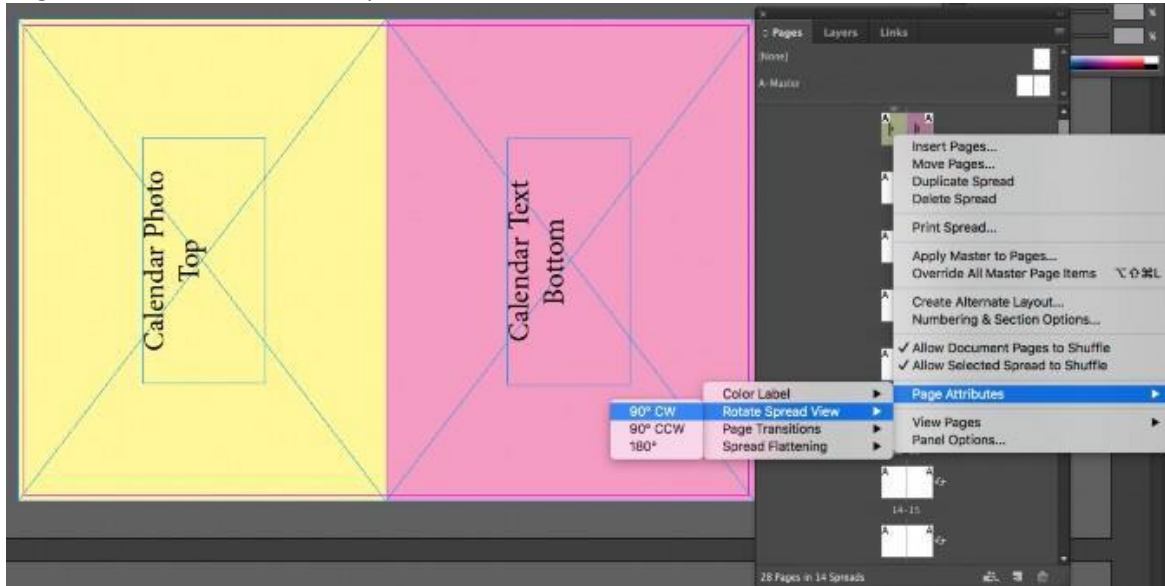 Calendar Photo
Top
Calendar Text
Bottom
Pages Layers Links
[None]
A-Master
A A
Insert Pages...
Move Pages...
Duplicate Spread
Delete Spread
Print Spread...
Apply Master to Pages...
Override All Master Page Items ⌥⇧⌘L
Create Alternate Layout...
Numbering & Section Options...
✓ Allow Document Pages to Shuffle
✓ Allow Selected Spread to Shuffle
Page Attributes
View Pages
Panel Options...
Color Label
Rotate Spread View
Page Transitions
Spread Flattening
90° CW
90° CCW
180°
A
A
A
A
A A
14-15
A A
28 Pages in 14 Spreads
%
%